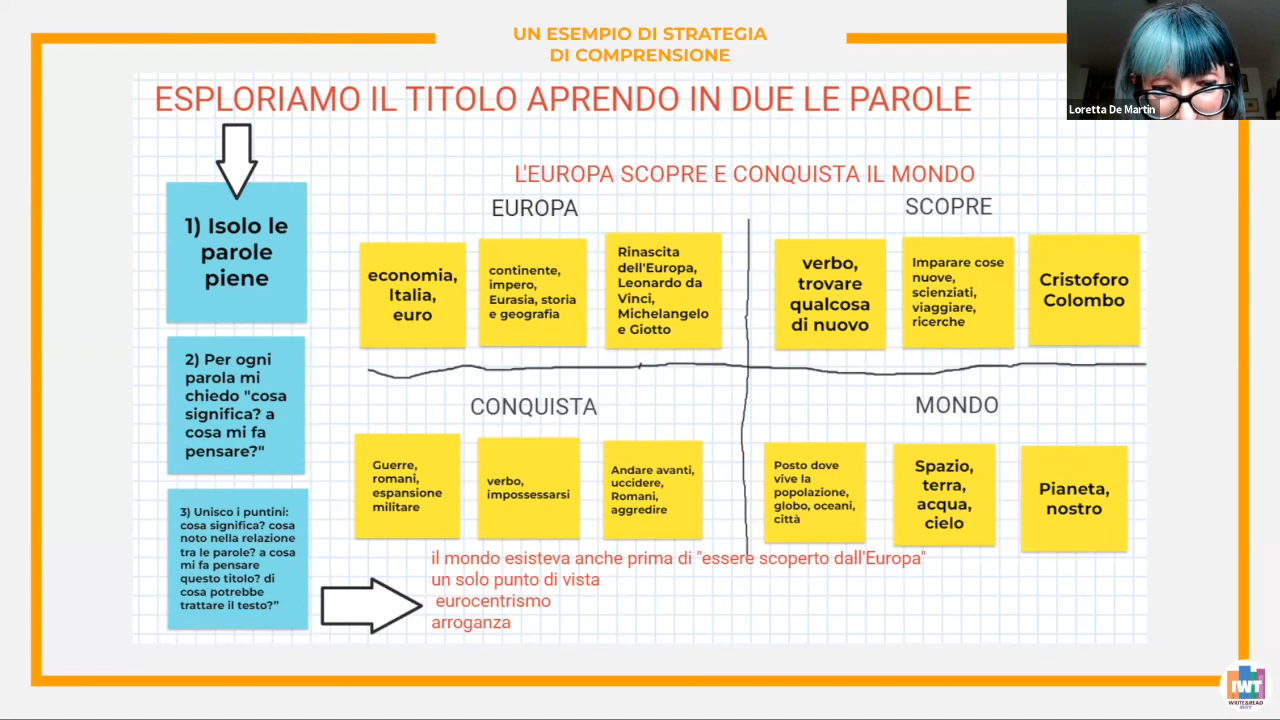 UN ESEMPIO DI STRATEGIA
DI COMPRENSIONE
Loretta De Martin
ESPLORIAMO IL TITOLO APRENDO IN DUE LE PAROLE
1) Isolo le
parole
piene
2) Per ogni
parola mi
chiedo "cosa
significa? a
cosa mi fa
pensare?"
3) Unisco i puntini:
cosa significa? cosa
noto nella relazione
tra le parole? a cosa
mi fa pensare
questo titolo? di
cosa potrebbe
trattare il testo?"
L'EUROPA SCOPRE E CONQUISTA IL MONDO
EUROPA
economia,
Italia,
euro
continente,
impero,
Eurasia, storia
e geografia
Rinascita
dell'Europa,
Leonardo da
Vinci,
Michelangelo
e Giotto
SCOPRE
verbo,
trovare
qualcosa
di nuovo
Imparare cose
nuove,
scienziati,
viaggiare,
ricerche
Cristoforo
Colombo
CONQUISTA
Guerre,
romani,
espansione
militare
verbo,
impossessarsi
Andare avanti,
uccidere,
Romani,
aggredire
MONDO
Posto dove
vive la
popolazione,
globo, oceani,
città
Spazio,
terra,
acqua,
cielo
Pianeta,
nostro
il mondo esisteva anche prima di "essere scoperto dall'Europa"
un solo punto di vista
eurocentrismo
arroganza
IWT
WRITE&READ